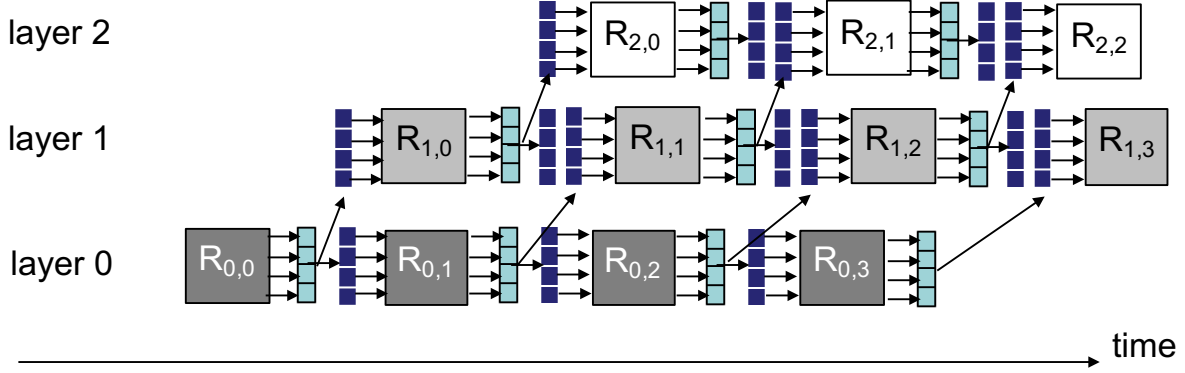 layer 2
R2,0
R2,1
R2,2
layer 1
R1,0
R1,1
R1,2
R1,3
layer 0
R0,0
R0,1
R0,2
R0,3
time